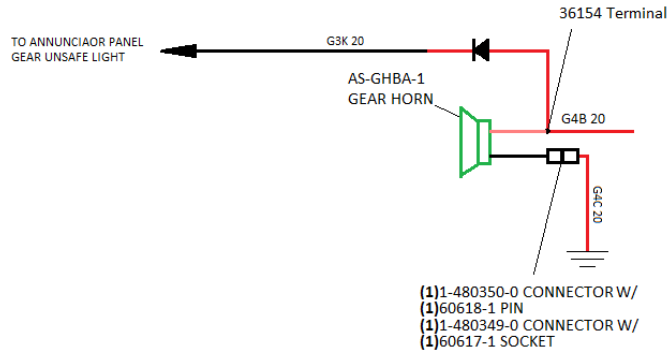 36154 Terminal
TO ANNUNCIAOR PANEL
GEAR UNSAFE LIGHT
G3K 20
AS-GHBA-1
GEAR HORN
G4B 20
G4C 20
(1)1-480350-0 CONNECTOR W/
(1)60618-1 PIN
(1)1-480349-0 CONNECTOR W/
(1)60617-1 SOCKET